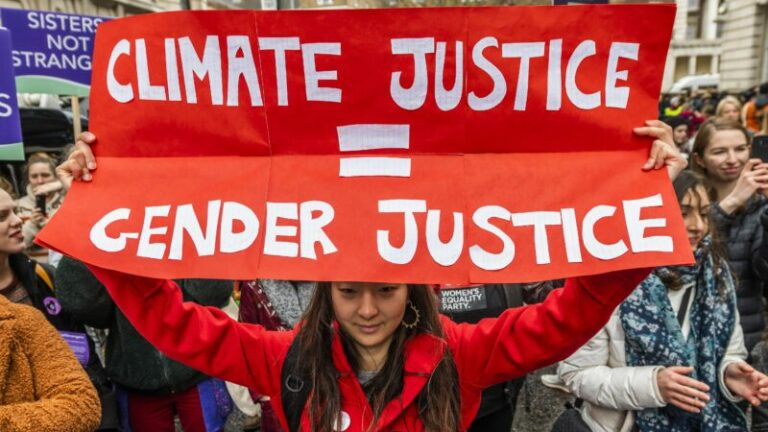 SISTERS
NOT
STRANG
CLIMATE JUSTICE
=
GENDER JUSTICE
WOMEN'S
EQUALITY
PARTY.